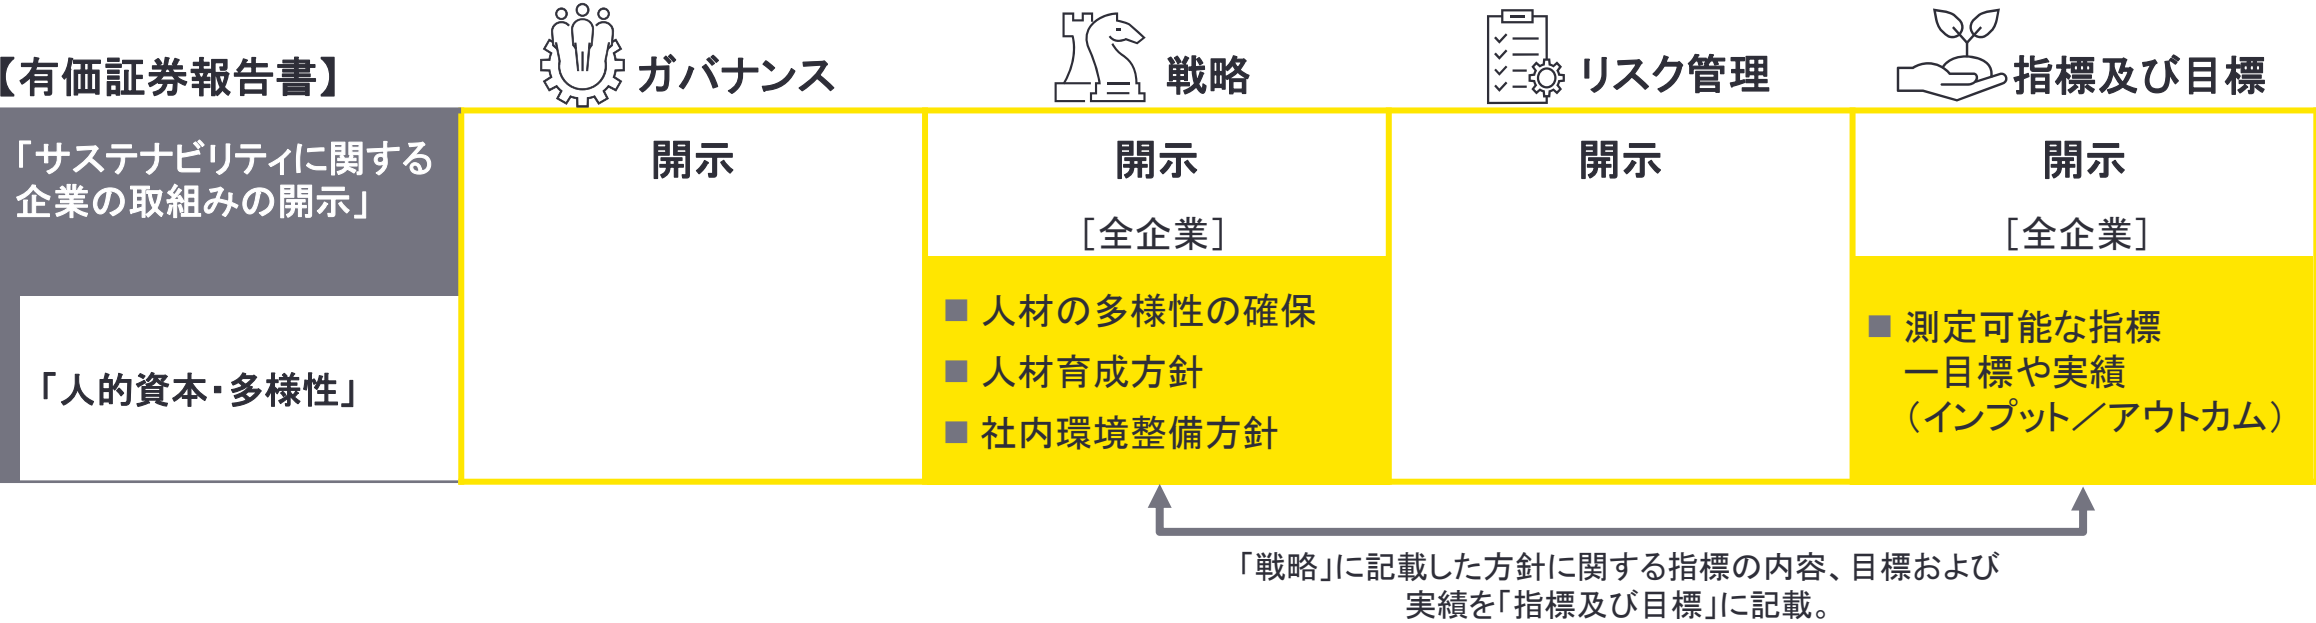 【有価証券報告書】
ガバナンス
戦略
リスク管理
指標及び目標
「サステナビリティに関する
企業の取組みの開示」
開示
開示
開示
開示
［全企業］
［全企業］
「人的資本・多様性」
■ 人材の多様性の確保
■ 人材育成方針
■ 社内環境整備方針
■ 測定可能な指標
ー目標や実績
（インプット／アウトカム）
「戦略」に記載した方針に関する指標の内容、目標および
実績を「指標及び目標」に記載。